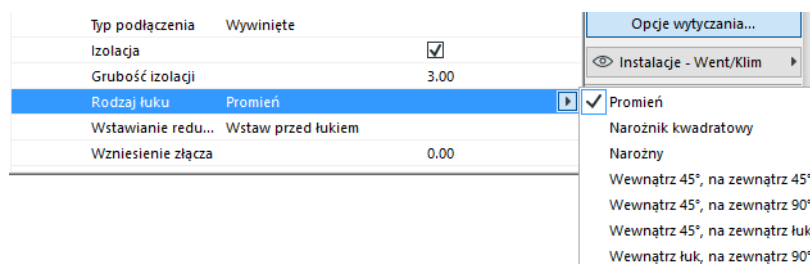 Typ podłączenia Wywinięte
Izolacja
Grubość izolacji 3.00
Rodzaj łuku Promień
Wstawianie redu... Wstaw przed łukiem
Wzniesienie złącza 0.00
Opcje wytyczania...
Instalacje - Went/Klim
Promień
Narożnik kwadratowy
Narożny
Wewnątrz 45°, na zewnątrz 45°
Wewnątrz 45°, na zewnątrz 90°
Wewnątrz 45°, na zewnątrz łuk
Wewnątrz łuk, na zewnątrz 90°